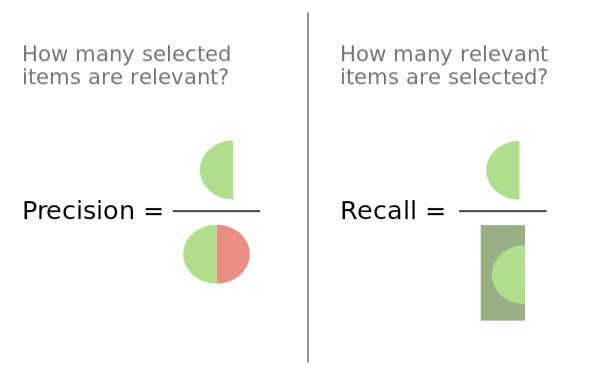 How many selected
items are relevant?
Precision =
How many relevant
items are selected?
Recall =